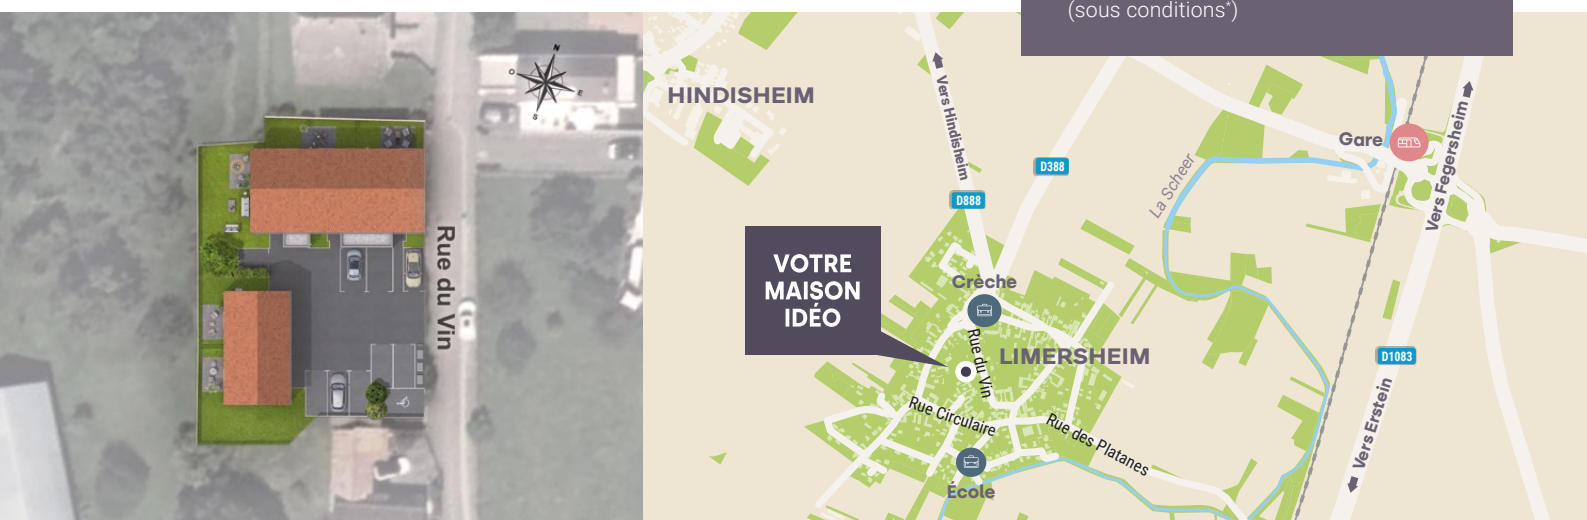 (sous conditions*)
N
O
E
S
Rue du Vin
HINDISHEIM
Vers Hindisheim
D888
D388
La Scheer
Gare
Vers Fegersheim
VOTRE
MAISON
IDÉO
Crèche
Rue du Vin
LIMERSHEIM
D1083
Rue Circulaire
Rue des Platanes
Vers Erstein
École